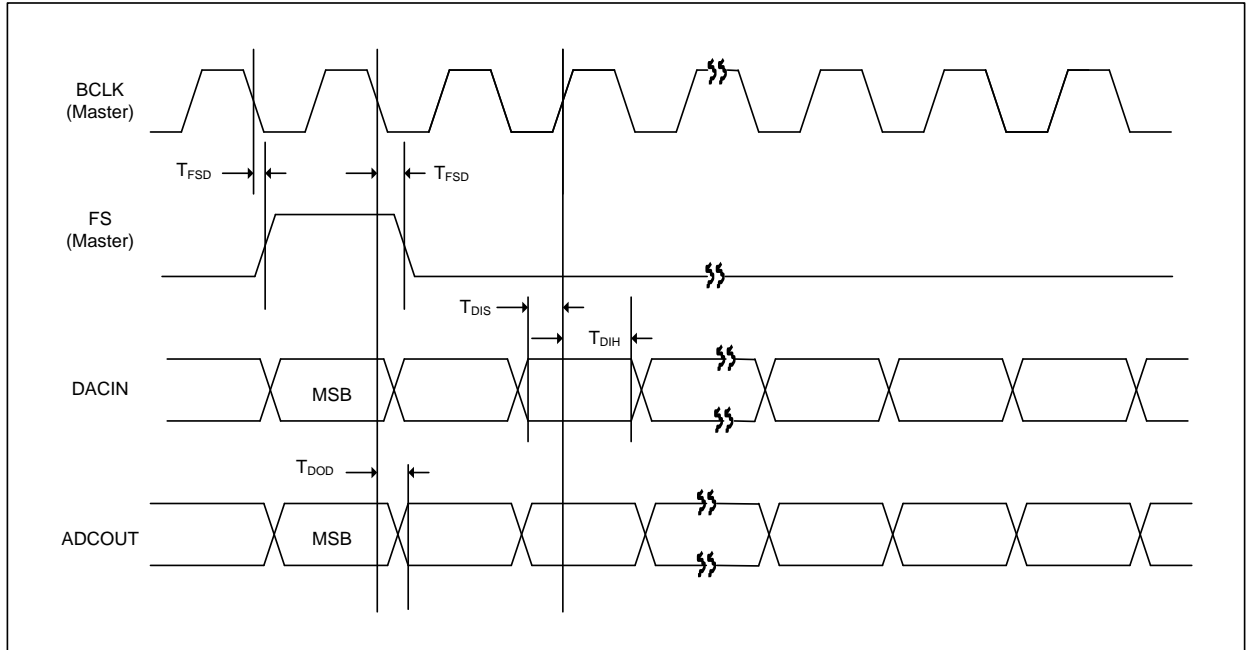 BCLK
(Master)
TFSD
TFSD
FS
(Master)
TDIS
TDIH
DACIN
MSB
TDOD
ADCOUT
MSB